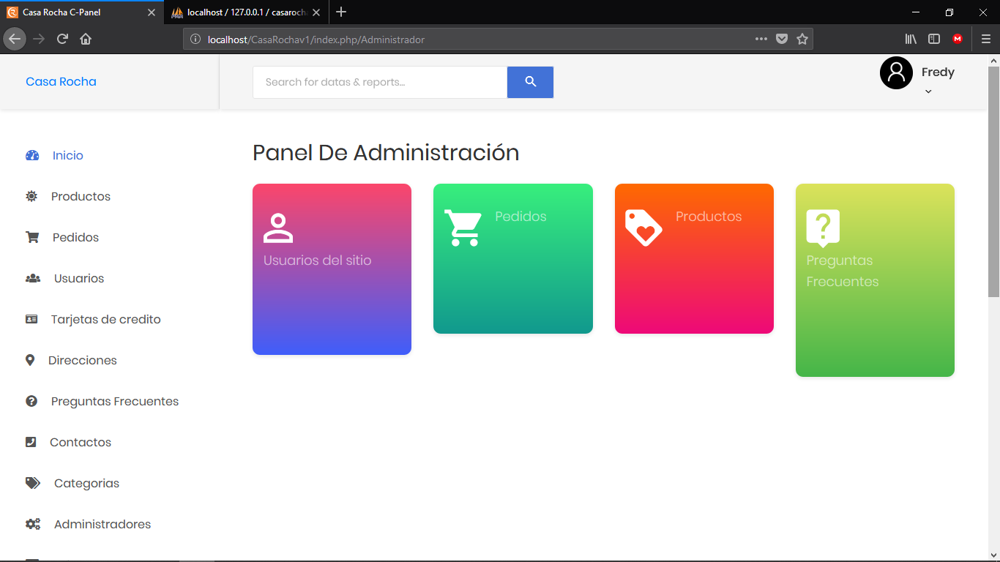 Casa Rocha C-Panel
localhost / 127.0.0.1 / casarocha
localhost/CasaRochav1/index.php/Administrador
Casa Rocha
Search for datas & reports...
Fredy
Inicio
Productos
Pedidos
Usuarios
Tarjetas de credito
Direcciones
Preguntas Frecuentes
Contactos
Categorias
Administradores
Panel De Administración
Usuarios del sitio
Pedidos
Productos
Preguntas
Frecuentes